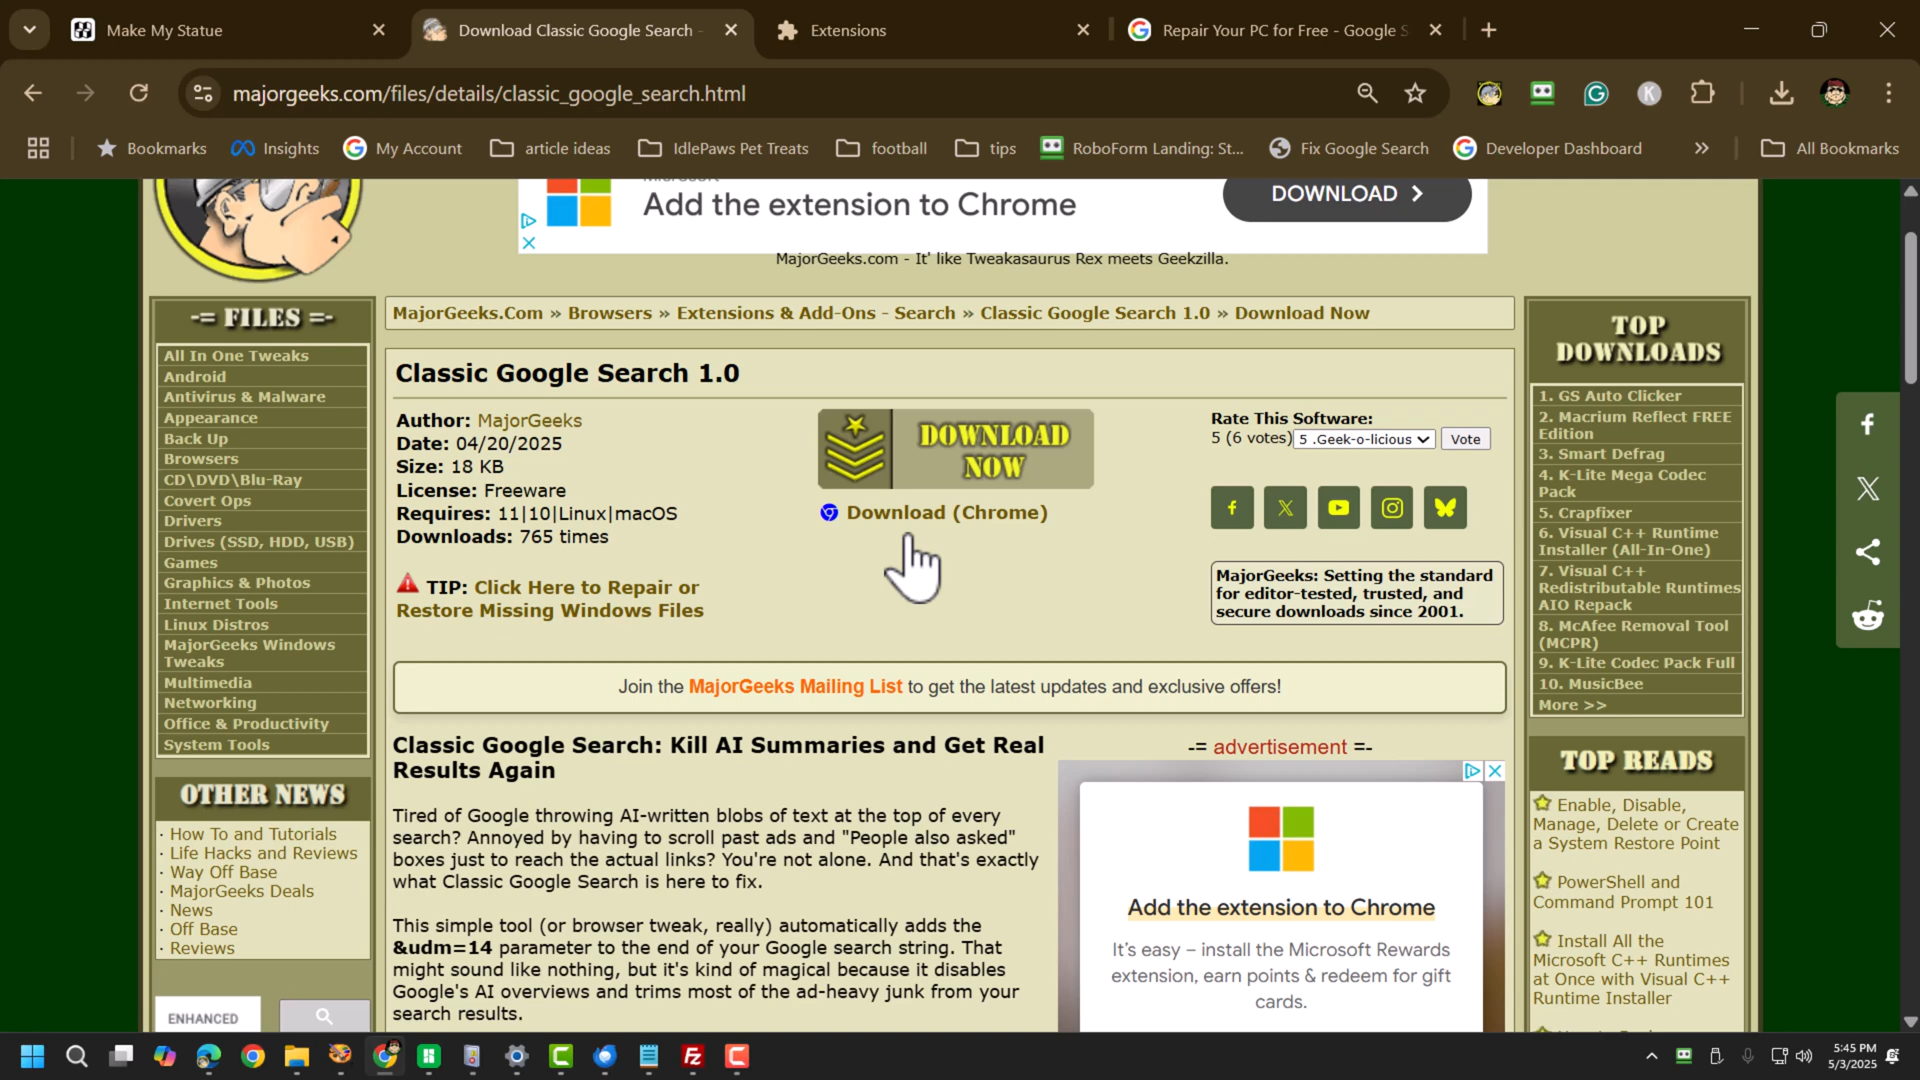 Make My Statue
Download Classic Google Search -
Extensions
Repair Your PC for Free - Google S
majorgeeks.com/files/details/classic_google_search.html
Bookmarks
Insights
My Account
article ideas
IdlePaws Pet Treats
football
tips
RoboForm Landing: St...
Fix Google Search
Developer Dashboard
»
All Bookmarks
Microsoft
Add the extension to Chrome
DOWNLOAD
MajorGeeks.com - It' like Tweakasaurus Rex meets Geekzilla.
-= FILES =-
All In One Tweaks
Android
Antivirus & Malware
Appearance
Back Up
Browsers
CD\DVD\Blu-Ray
Covert Ops
Drivers
Drives (SSD, HDD, USB)
Games
Graphics & Photos
Internet Tools
Linux Distros
MajorGeeks Windows
Tweaks
Multimedia
Networking
Office & Productivity
System Tools
OTHER NEWS
· How To and Tutorials
· Life Hacks and Reviews
· Way Off Base
· MajorGeeks Deals
· News
· Off Base
· Reviews
ENHANCED
MajorGeeks.Com » Browsers » Extensions & Add-Ons - Search » Classic Google Search 1.0 » Download Now
Classic Google Search 1.0
Author: MajorGeeks
Date: 04/20/2025
Size: 18 KB
License: Freeware
Requires: 11|10|Linux|macOS
Downloads: 765 times
TIP: Click Here to Repair or
Restore Missing Windows Files
DOWNLOAD
NOW
Download (Chrome)
Rate This Software:
5 (6 votes) 5 .Geek-o-licious Vote
MajorGeeks: Setting the standard
for editor-tested, trusted, and
secure downloads since 2001.
Join the MajorGeeks Mailing List to get the latest updates and exclusive offers!
Classic Google Search: Kill AI Summaries and Get Real
Results Again
Tired of Google throwing AI-written blobs of text at the top of every
search? Annoyed by having to scroll past ads and "People also asked"
boxes just to reach the actual links? You're not alone. And that's exactly
what Classic Google Search is here to fix.
This simple tool (or browser tweak, really) automatically adds the
&udm=14 parameter to the end of your Google search string. That
might sound like nothing, but it's kind of magical because it disables
Google's AI overviews and trims most of the ad-heavy junk from your
search results.
-= advertisement =-
Add the extension to Chrome
It's easy – install the Microsoft Rewards
extension, earn points & redeem for gift
cards.
TOP
DOWNLOADS
1. GS Auto Clicker
2. Macrium Reflect FREE
Edition
3. Smart Defrag
4. K-Lite Mega Codec
Pack
5. Crapfixer
6. Visual C++ Runtime
Installer (All-In-One)
7. Visual C++
Redistributable Runtimes
AIO Repack
8. McAfee Removal Tool
(MCPR)
9. K-Lite Codec Pack Full
10. MusicBee
More >>
TOP READS
Enable, Disable,
Manage, Delete or Create
a System Restore Point
PowerShell and
Command Prompt 101
Install All the
Microsoft C++ Runtimes
at Once with Visual C++
Runtime Installer
5:45 PM
5/3/2025